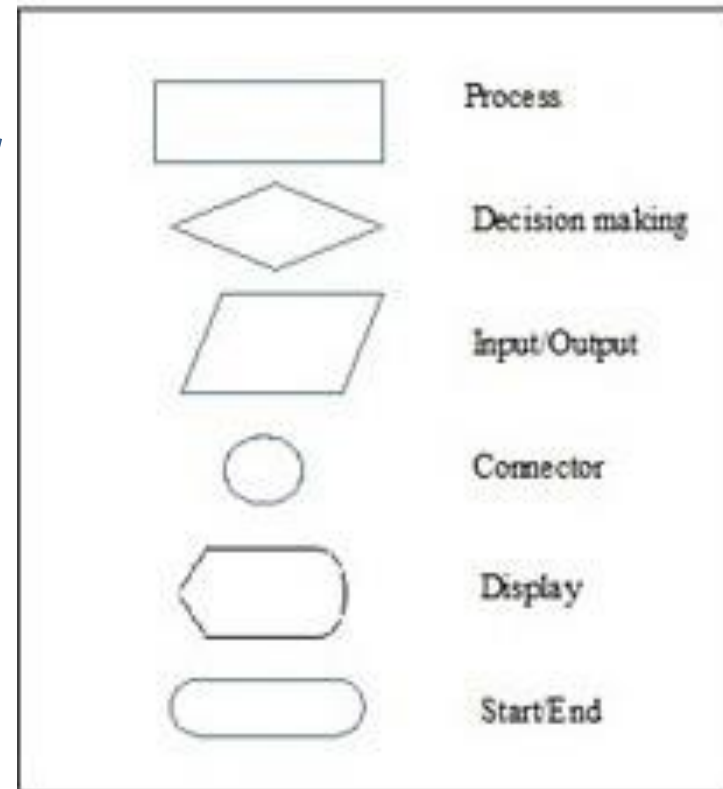 Process
Decision making
Input/Output
Connector
Display
Start/End